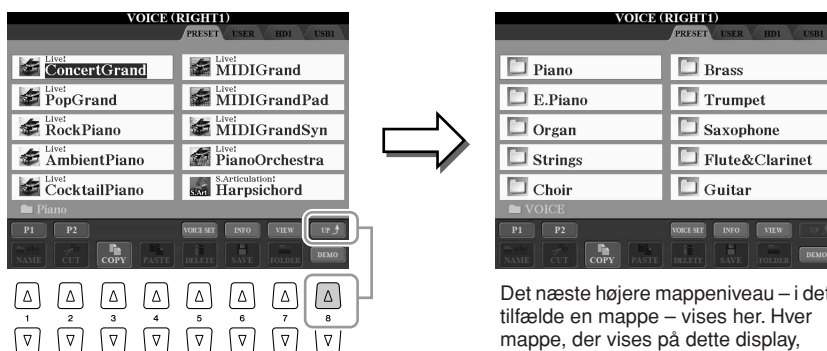 VOICE (RIGHT1)
PRESET USER HD1 USB1
Live!
ConcertGrand
Live!
MIDIGrand
Live!
PopGrand
Live!
MIDIGrandPad
Live!
RockPiano
Live!
MIDIGrandSyn
Live!
AmbientPiano
Live!
PianoOrchestra
Live!
CocktailPiano
S.Articulation!
S.Art Harpsichord
Piano
P1 P2 VOICE SET INFO VIEW UP
NAME CUT COPY PASTE DELETE SAVE FOLDER DEMO
1 2 3 4 5 6 7 8
VOICE (RIGHT1)
PRESET USER HD1 USB1
Piano Brass
E.Piano Trumpet
Organ Saxophone
Strings Flute&Clarinet
Choir Guitar
VOICE
P1 P2 VOICE SET INFO VIEW UP
NAME CUT COPY PASTE DELETE SAVE FOLDER DEMO
Det næste højere mappeniveau – i
tilfælde en mappe – vises her. Hver
mappe, der vises på dette display,